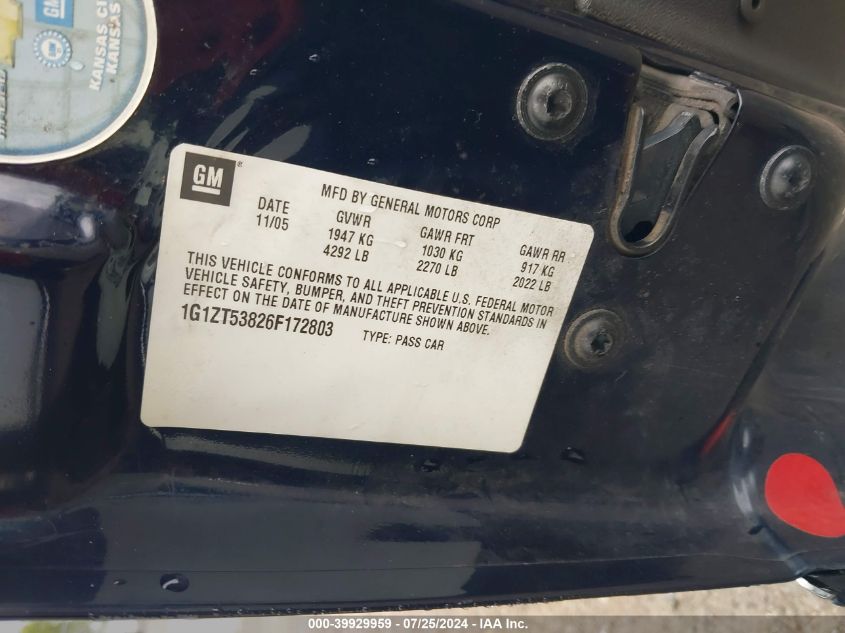 KANSAS CI
KANSAS
GM
DATE
11/05
MFD BY GENERAL MOTORS CORP
GVWR
1947 KG
4292 LB
GAWR FRT
1030 KG
2270 LB
GAWR RR
917 KG
2022 LB
THIS VEHICLE CONFORMS TO ALL APPLICABLE U.S. FEDERAL MOTOR
VEHICLE SAFETY, BUMPER, AND THEFT PREVENTION STANDARDS IN
EFFECT ON THE DATE OF MANUFACTURE SHOWN ABOVE.
1G1ZT53826F172803
TYPE: PASS CAR
000-39929959 / 07/25/2024 / IAA Inc.